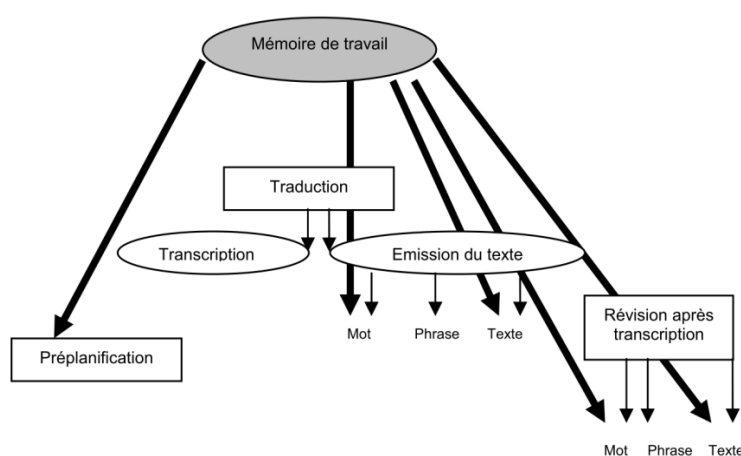 Mémoire de travail
Traduction
Transcription
Emission du texte
Mot
Phrase
Texte
Révision après
transcription
Préplanification
Mot
Phrase
Texte